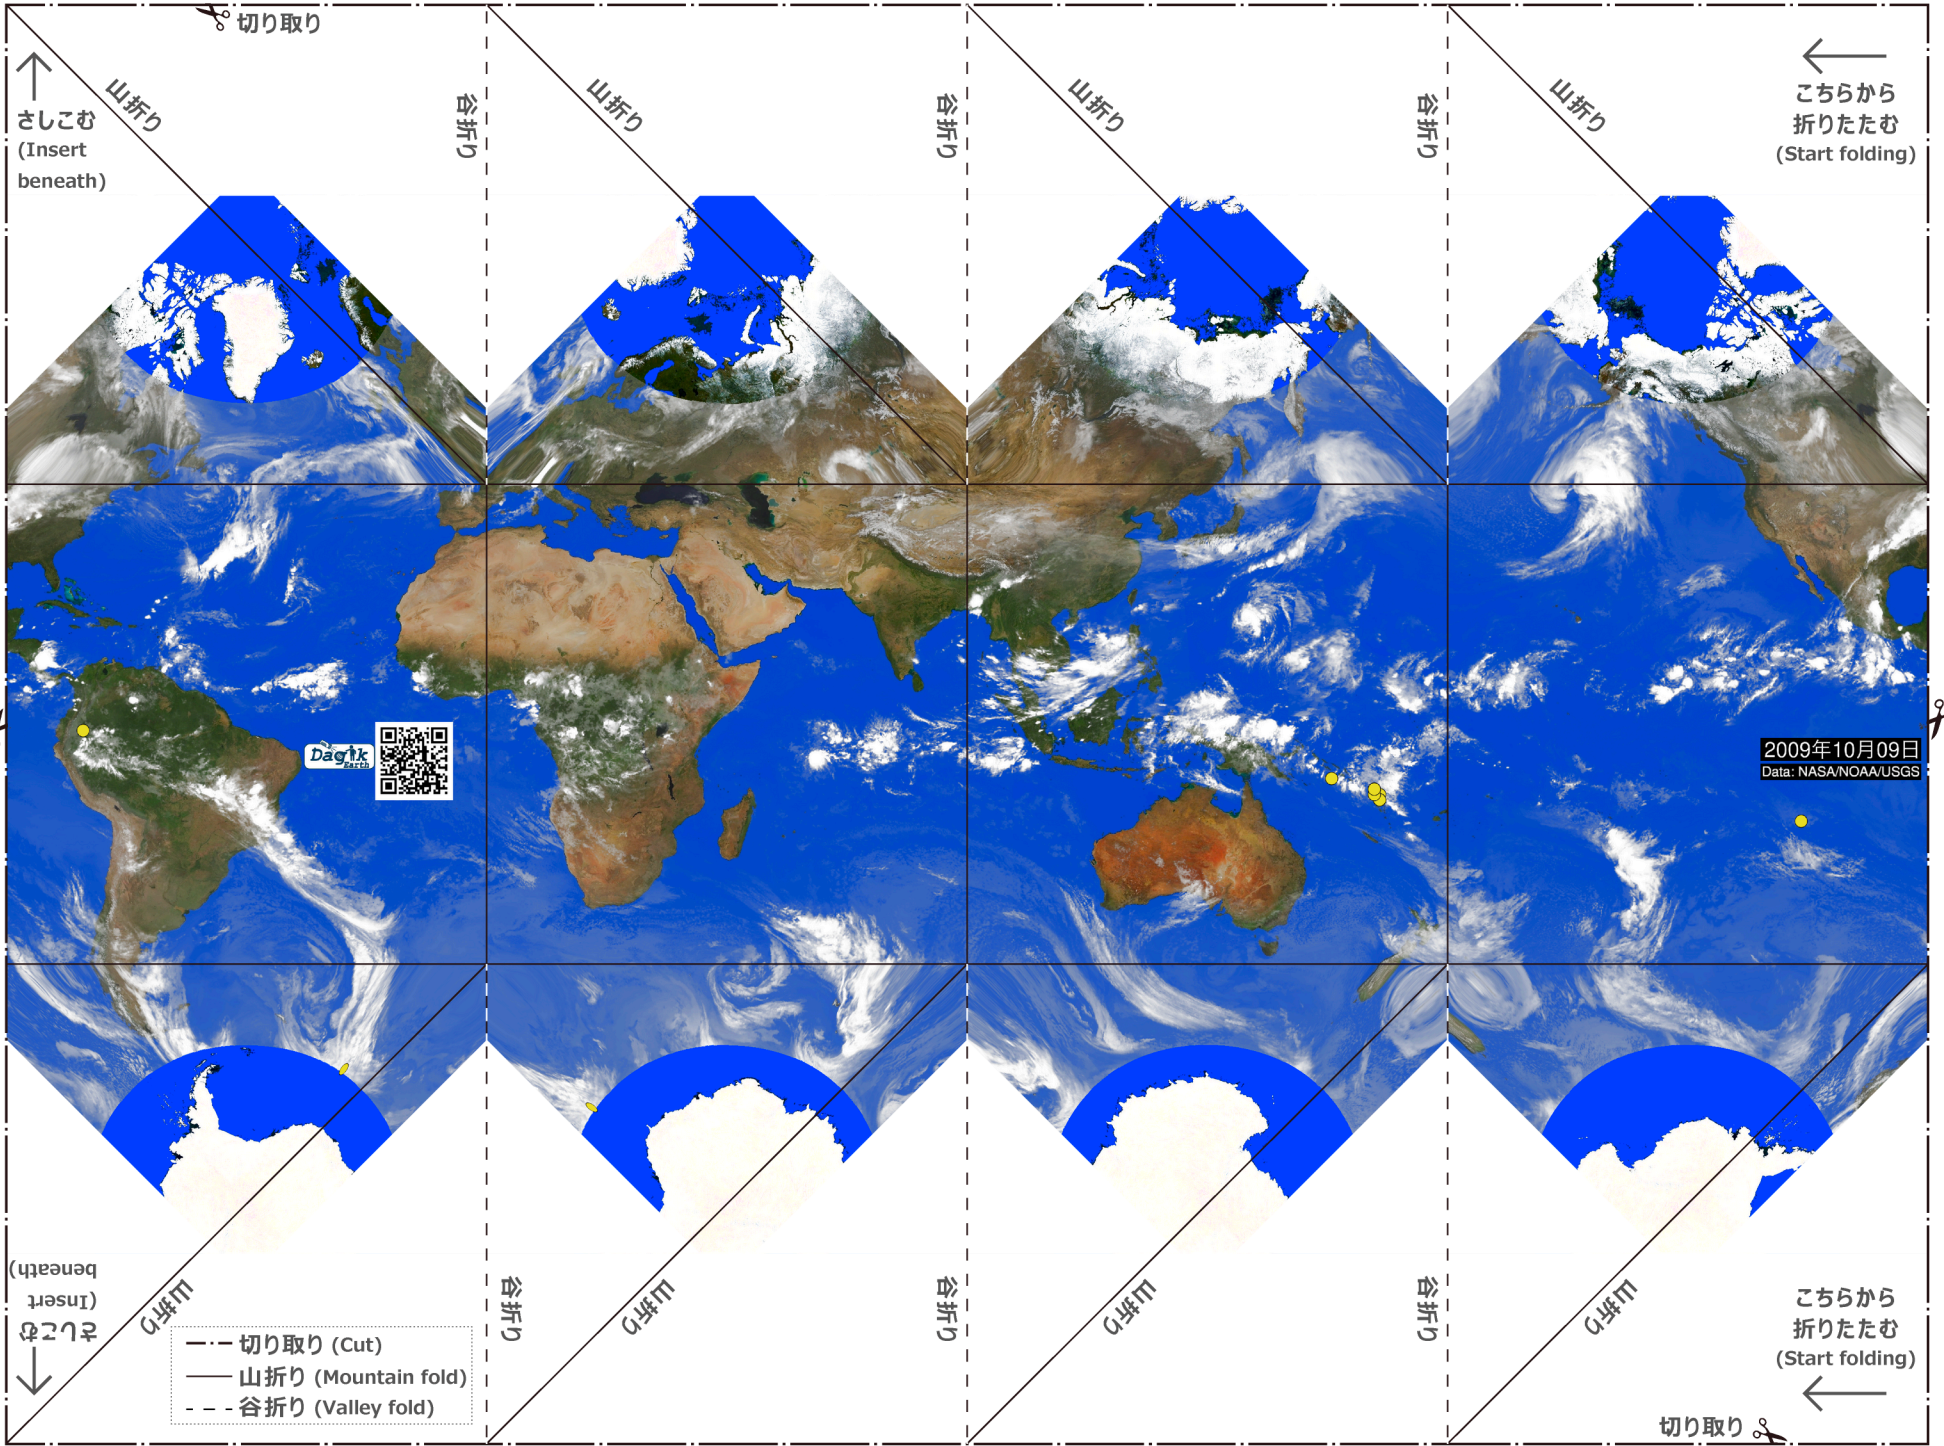 切り取り
さしこむ
(Insert
beneath)
山折り
谷折り
山折り
谷折り
山折り
谷折り
山折り
こちらから
折りたたむ
(Start folding)
Dagik
Earth
2009年10月09日
Data: NASA/NOAA/USGS
さしこむ
(Insert
beneath)
山折り
谷折り
山折り
谷折り
山折り
谷折り
山折り
こちらから
折りたたむ
(Start folding)
切り取り (Cut)
山折り (Mountain fold)
谷折り (Valley fold)
切り取り